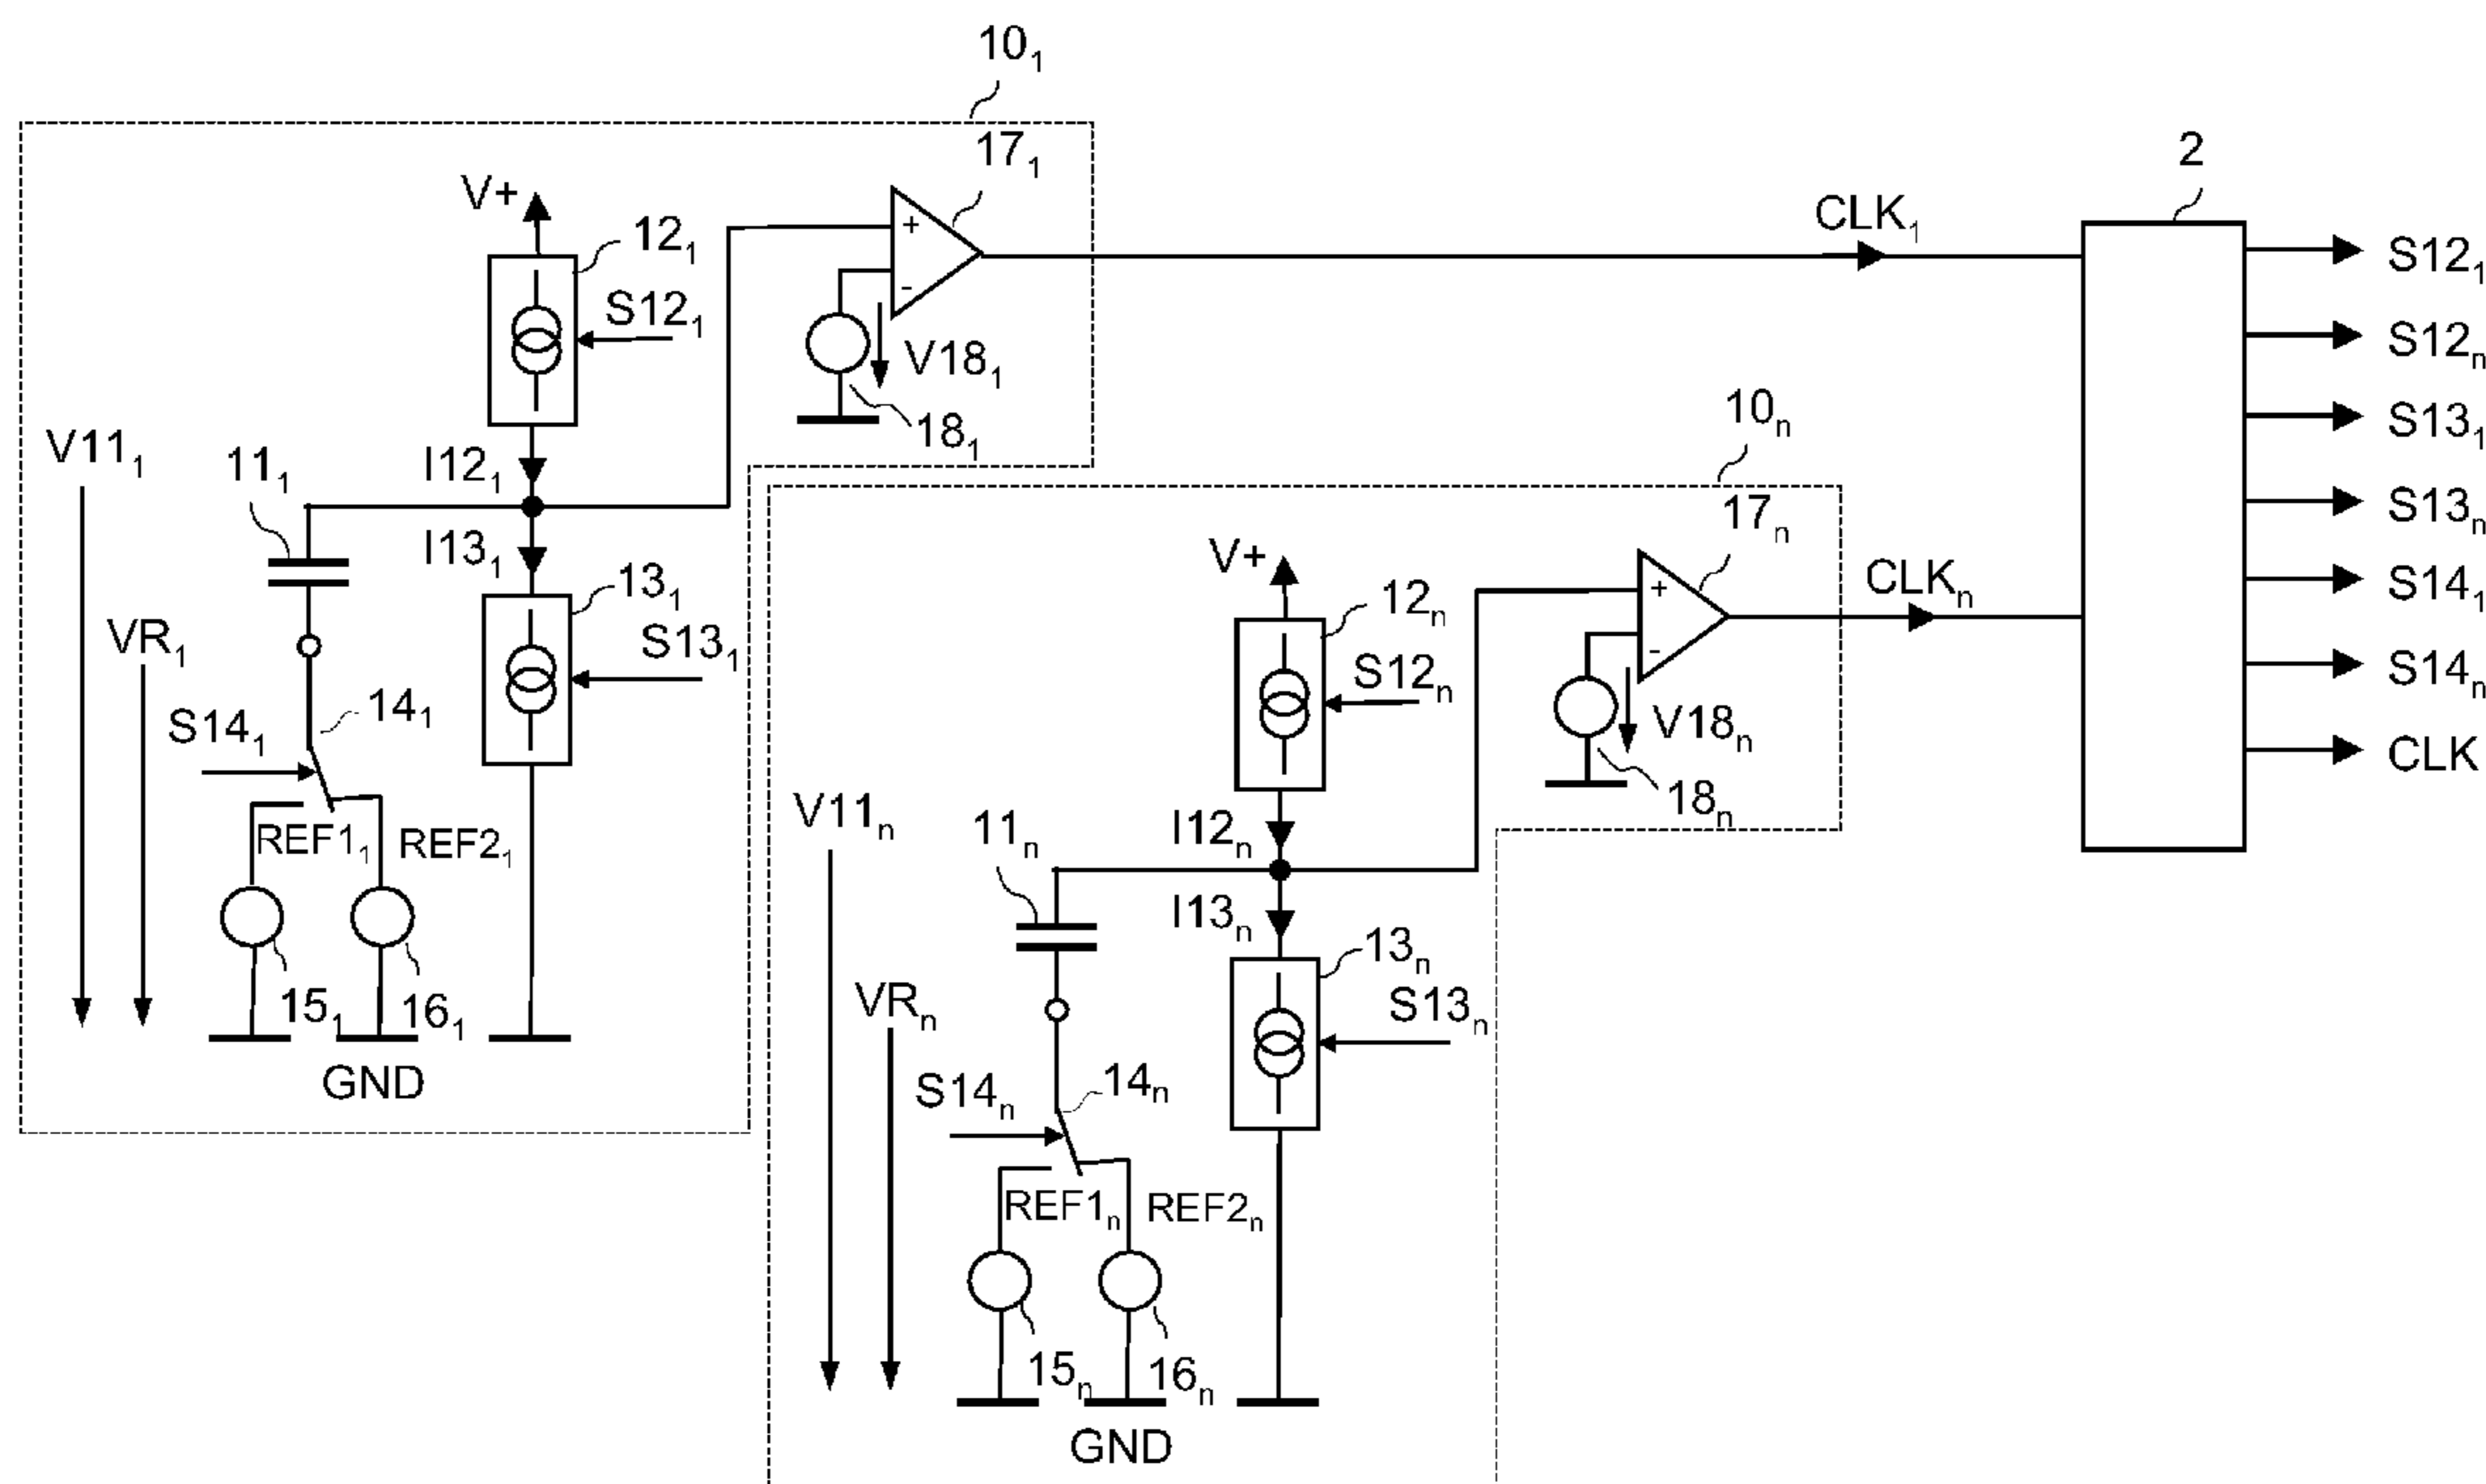 10₁
17₁
V+
12₁
S12₁
+
-
V18₁
18₁
CLK₁
2
S12₁
S12ₙ
S13₁
S13ₙ
S14₁
S14ₙ
CLK
V11₁
11₁
I12₁
I13₁
13₁
S13₁
VR₁
14₁
S14₁
REF1₁
REF2₁
15₁
16₁
GND
10ₙ
17ₙ
V+
12ₙ
S12ₙ
+
-
V18ₙ
18ₙ
CLKₙ
V11ₙ
11ₙ
I12ₙ
I13ₙ
13ₙ
S13ₙ
VRₙ
14ₙ
S14ₙ
REF1ₙ
REF2ₙ
15ₙ
16ₙ
GND